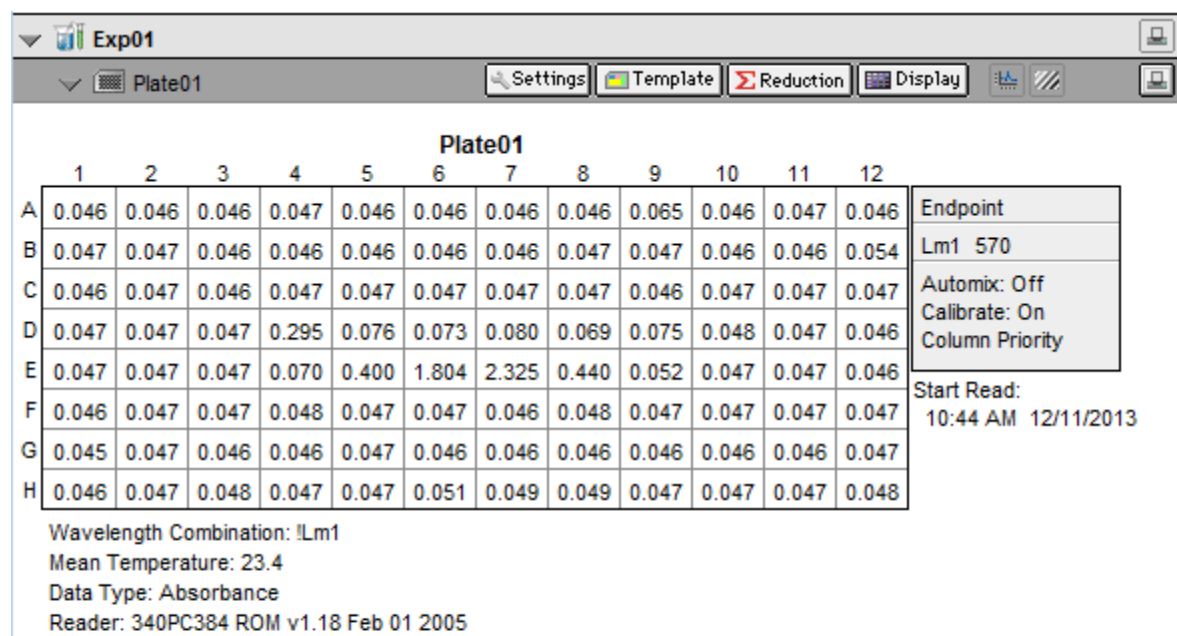 Exp01
Plate01 Settings Template Reduction Display
Plate01
1 2 3 4 5 6 7 8 9 10 11 12
A 0.046 0.046 0.046 0.047 0.046 0.046 0.046 0.046 0.065 0.046 0.047 0.046
B 0.047 0.047 0.046 0.046 0.046 0.046 0.046 0.047 0.047 0.046 0.046 0.054
C 0.046 0.047 0.046 0.047 0.047 0.047 0.047 0.047 0.046 0.047 0.047 0.047
D 0.047 0.047 0.047 0.295 0.076 0.073 0.080 0.069 0.075 0.048 0.047 0.046
E 0.047 0.047 0.047 0.070 0.400 1.804 2.325 0.440 0.052 0.047 0.047 0.046
F 0.046 0.047 0.047 0.048 0.047 0.047 0.046 0.048 0.047 0.047 0.047 0.047
G 0.045 0.047 0.046 0.046 0.047 0.046 0.046 0.046 0.046 0.046 0.046 0.047
H 0.046 0.047 0.048 0.047 0.047 0.051 0.049 0.049 0.047 0.047 0.047 0.048
Endpoint
Lm1 570
Automix: Off
Calibrate: On
Column Priority
Start Read:
10:44 AM 12/11/2013
Wavelength Combination: !Lm1
Mean Temperature: 23.4
Data Type: Absorbance
Reader: 340PC384 ROM v1.18 Feb 01 2005